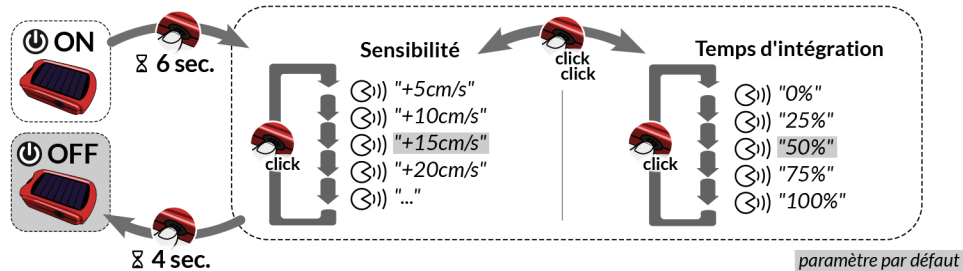 ON
6 sec.
OFF
4 sec.
Sensibilité
"+5cm/s"
"+10cm/s"
"+15cm/s"
"+20cm/s"
"..."
click
click
click
Temps d'intégration
"0%"
"25%"
"50%"
"75%"
"100%"
click
paramètre par défaut